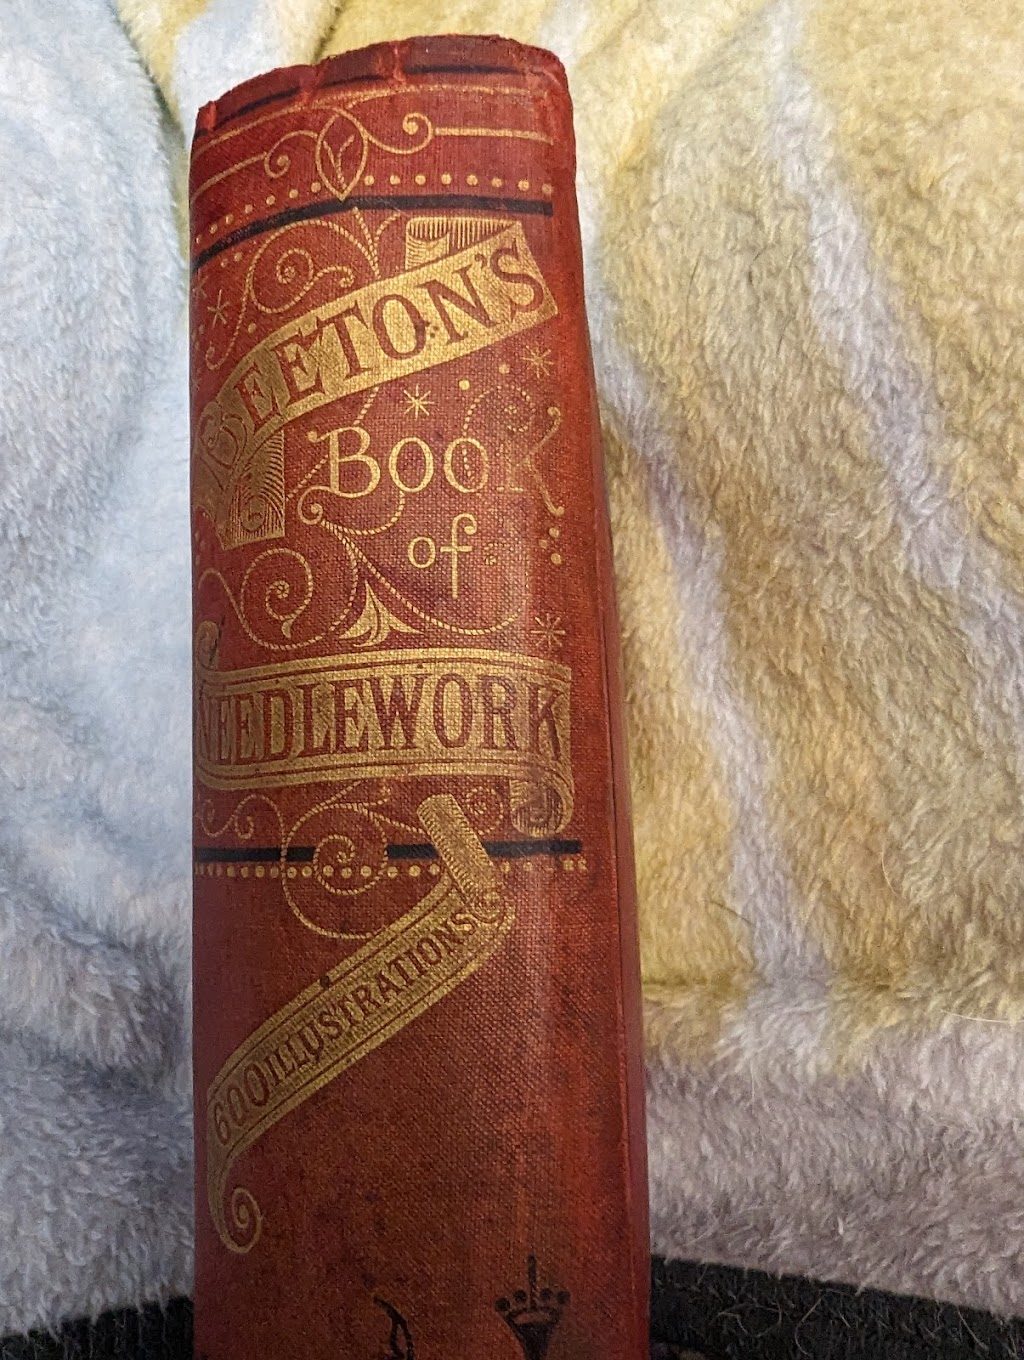 BEETON'S
BOOK
of
NEEDLEWORK
600 ILLUSTRATIONS